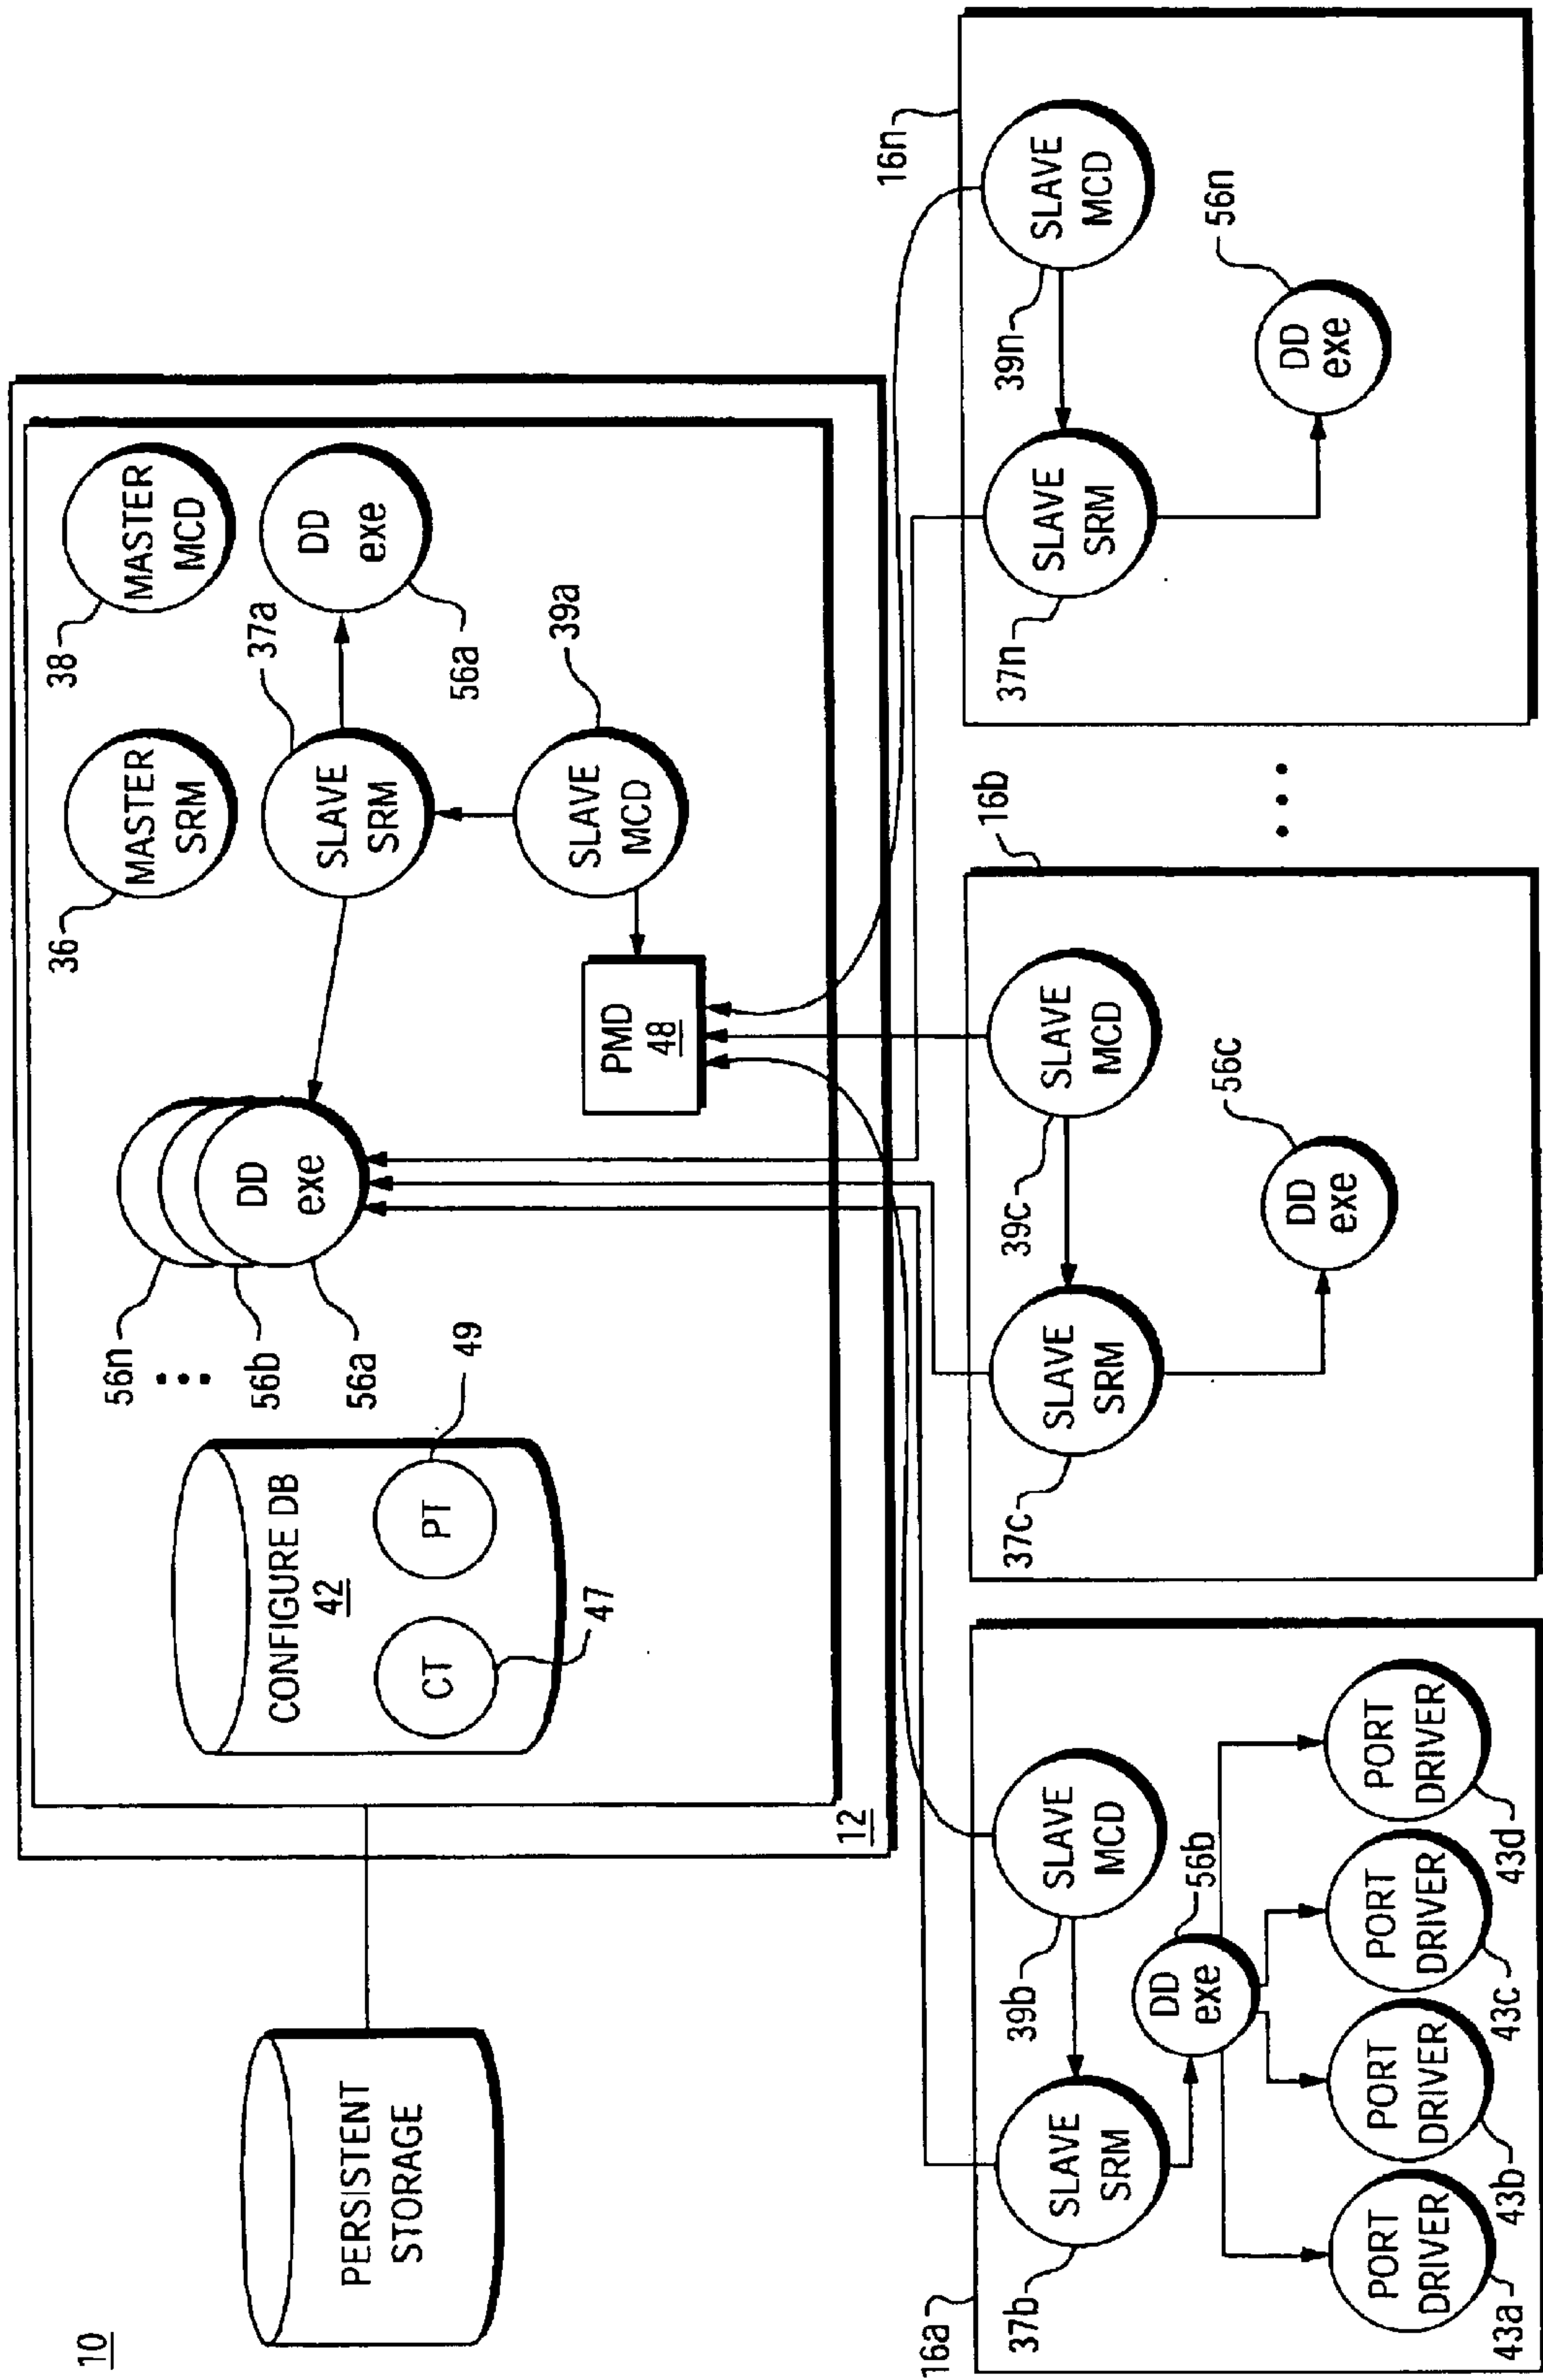 10
PERSISTENT
STORAGE
12
CONFIGURE DB
42
CT
PT
47
49
56n
56b
56a
DD
exe
36
MASTER
SRM
38
MASTER
MCD
37a
SLAVE
SRM
DD
exe
56a
39a
SLAVE
MCD
PMD
48
16a
37b
SLAVE
SRM
39b
SLAVE
MCD
DD
exe
56b
PORT
DRIVER
PORT
DRIVER
PORT
DRIVER
PORT
DRIVER
43a
43b
43c
43d
16b
37c
SLAVE
SRM
39c
SLAVE
MCD
DD
exe
56c
16n
37n
SLAVE
SRM
39n
SLAVE
MCD
DD
exe
56n